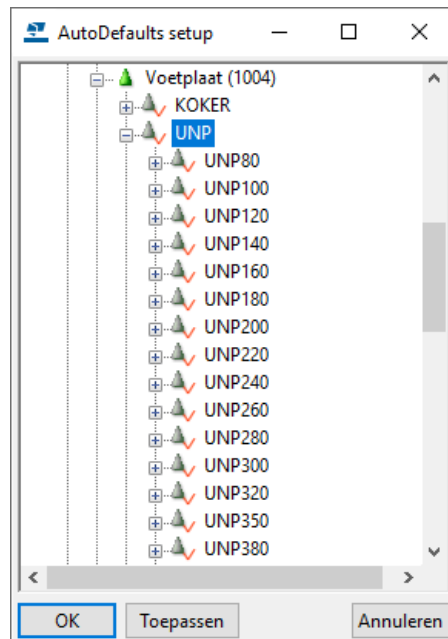 AutoDefaults setup
Voetplaat (1004)
KOKER
UNP
UNP80
UNP100
UNP120
UNP140
UNP160
UNP180
UNP200
UNP220
UNP240
UNP260
UNP280
UNP300
UNP320
UNP350
UNP380
OK Toepassen Annuleren